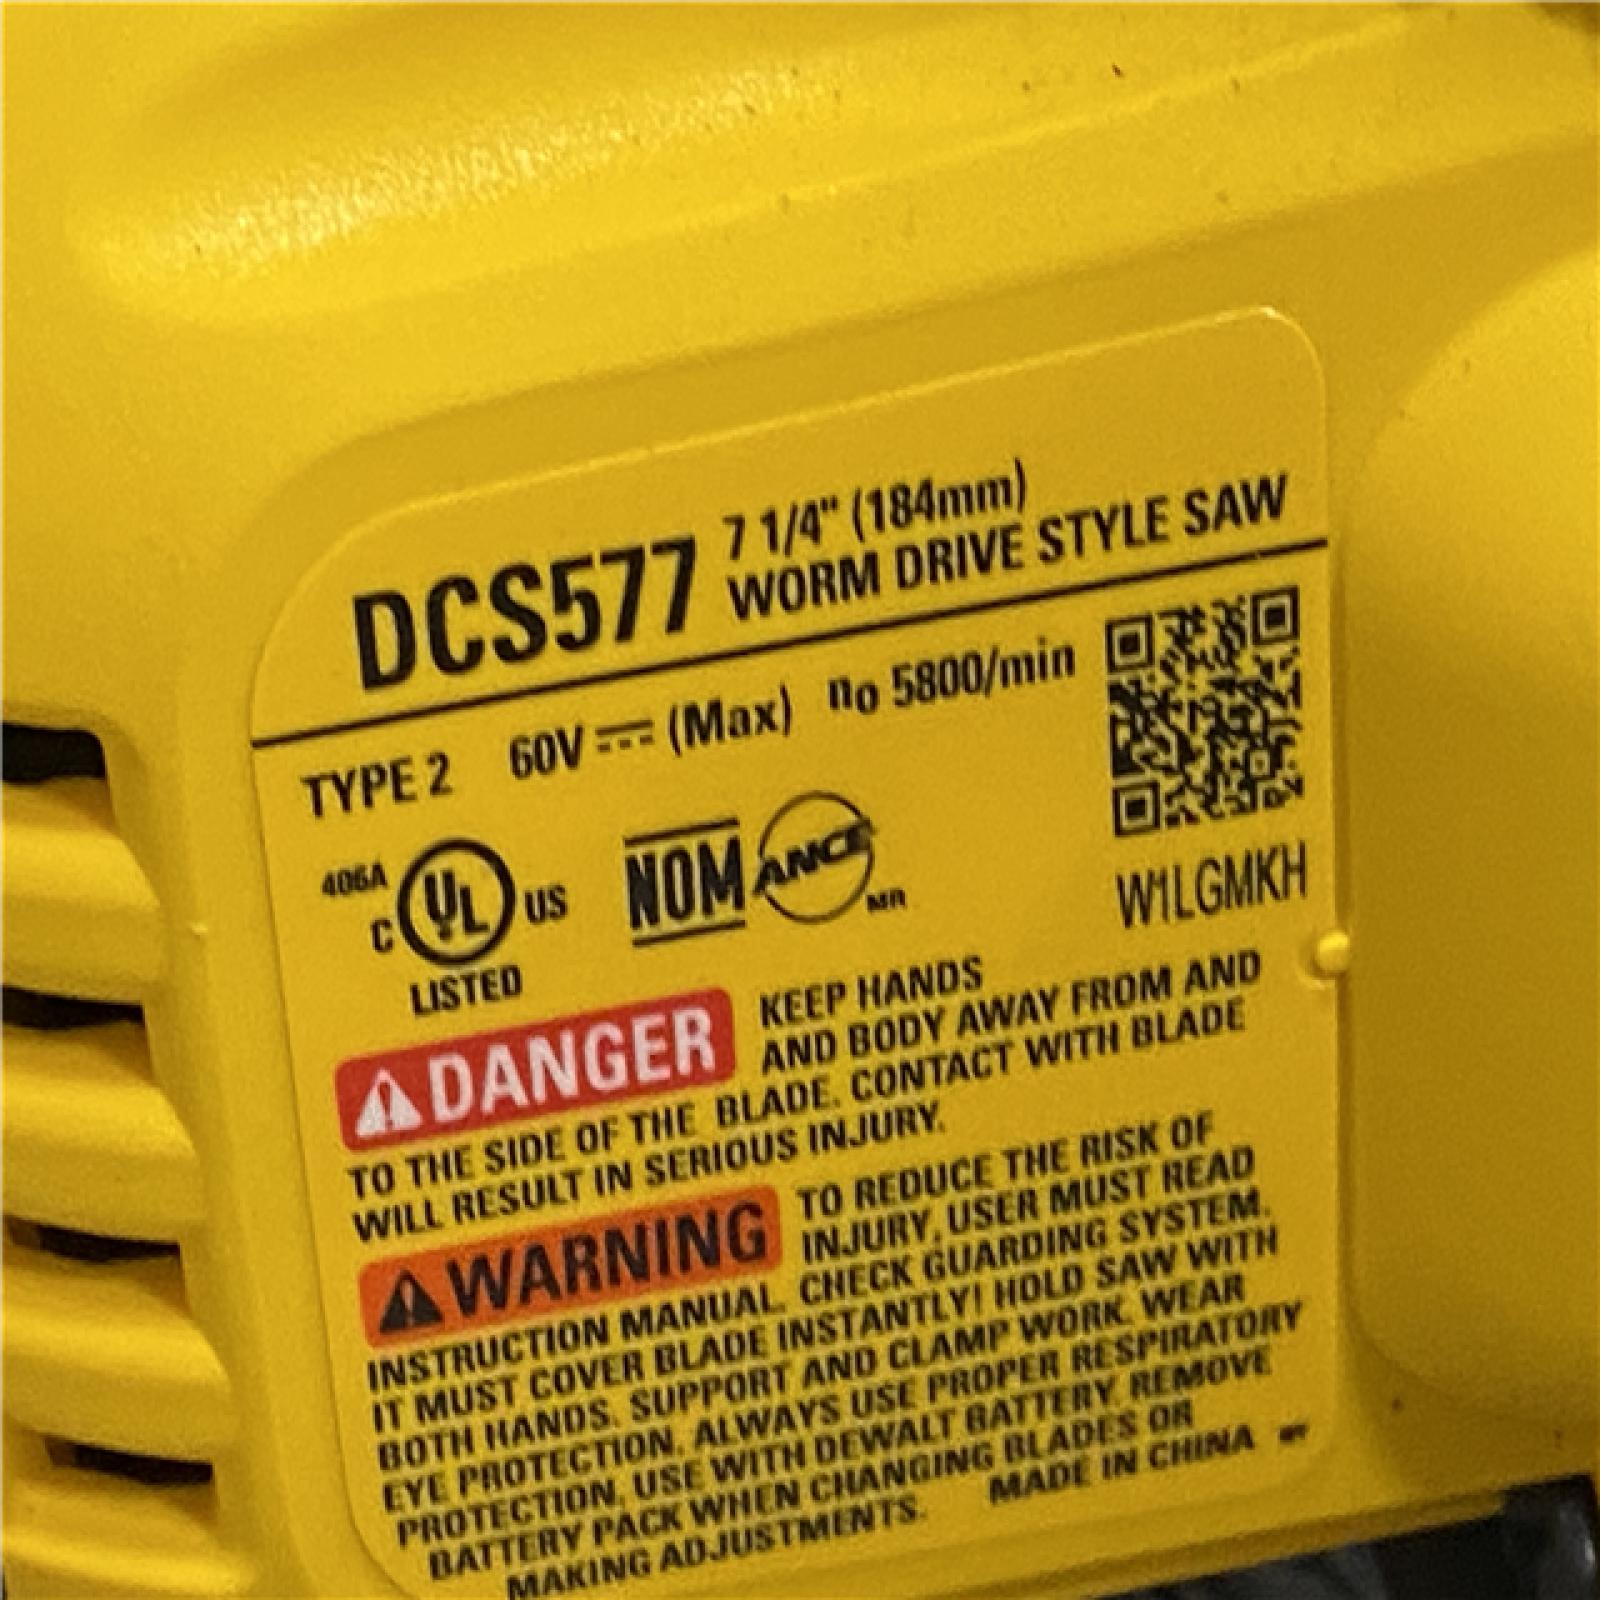 DCS577
7 1/4" (184mm)
WORM DRIVE STYLE SAW
TYPE 2 60V (Max) no 5800/min
406A
C UL US
LISTED
NOM ANCE MR
W1LGMKH
DANGER KEEP HANDS
AND BODY AWAY FROM AND
TO THE SIDE OF THE BLADE. CONTACT WITH BLADE
WILL RESULT IN SERIOUS INJURY.
WARNING TO REDUCE THE RISK OF
INJURY, USER MUST READ
INSTRUCTION MANUAL. CHECK GUARDING SYSTEM.
IT MUST COVER BLADE INSTANTLY! HOLD SAW WITH
BOTH HANDS. SUPPORT AND CLAMP WORK. WEAR
EYE PROTECTION. ALWAYS USE PROPER RESPIRATORY
PROTECTION. USE WITH DEWALT BATTERY. REMOVE
BATTERY PACK WHEN CHANGING BLADES OR
MAKING ADJUSTMENTS. MADE IN CHINA